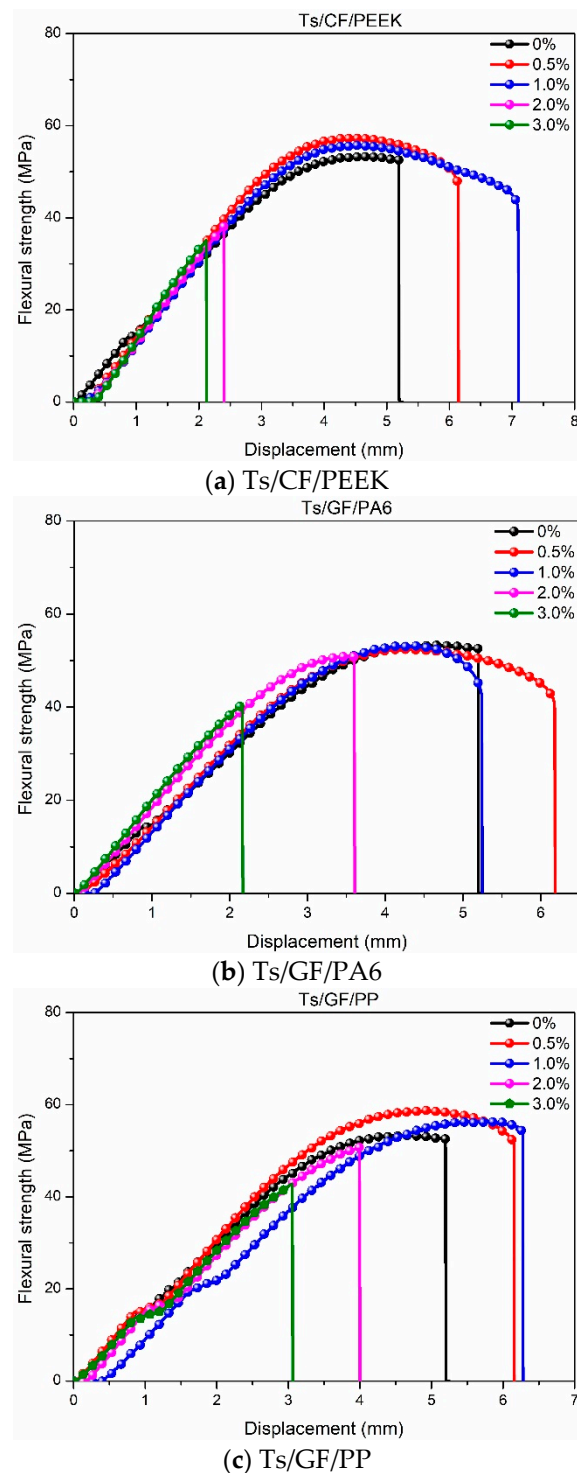 Ts/CF/PEEK
0%
0.5%
1.0%
2.0%
3.0%
80
60
40
20
0
Flexural strength (MPa)
0 1 2 3 4 5 6 7 8
Displacement (mm)
(a) Ts/CF/PEEK
Ts/GF/PA6
0%
0.5%
1.0%
2.0%
3.0%
80
60
40
20
0
Flexural strength (MPa)
0 1 2 3 4 5 6
Displacement (mm)
(b) Ts/GF/PA6
Ts/GF/PP
0%
0.5%
1.0%
2.0%
3.0%
80
60
40
20
0
Flexural strength (MPa)
0 1 2 3 4 5 6 7
Displacement (mm)
(c) Ts/GF/PP